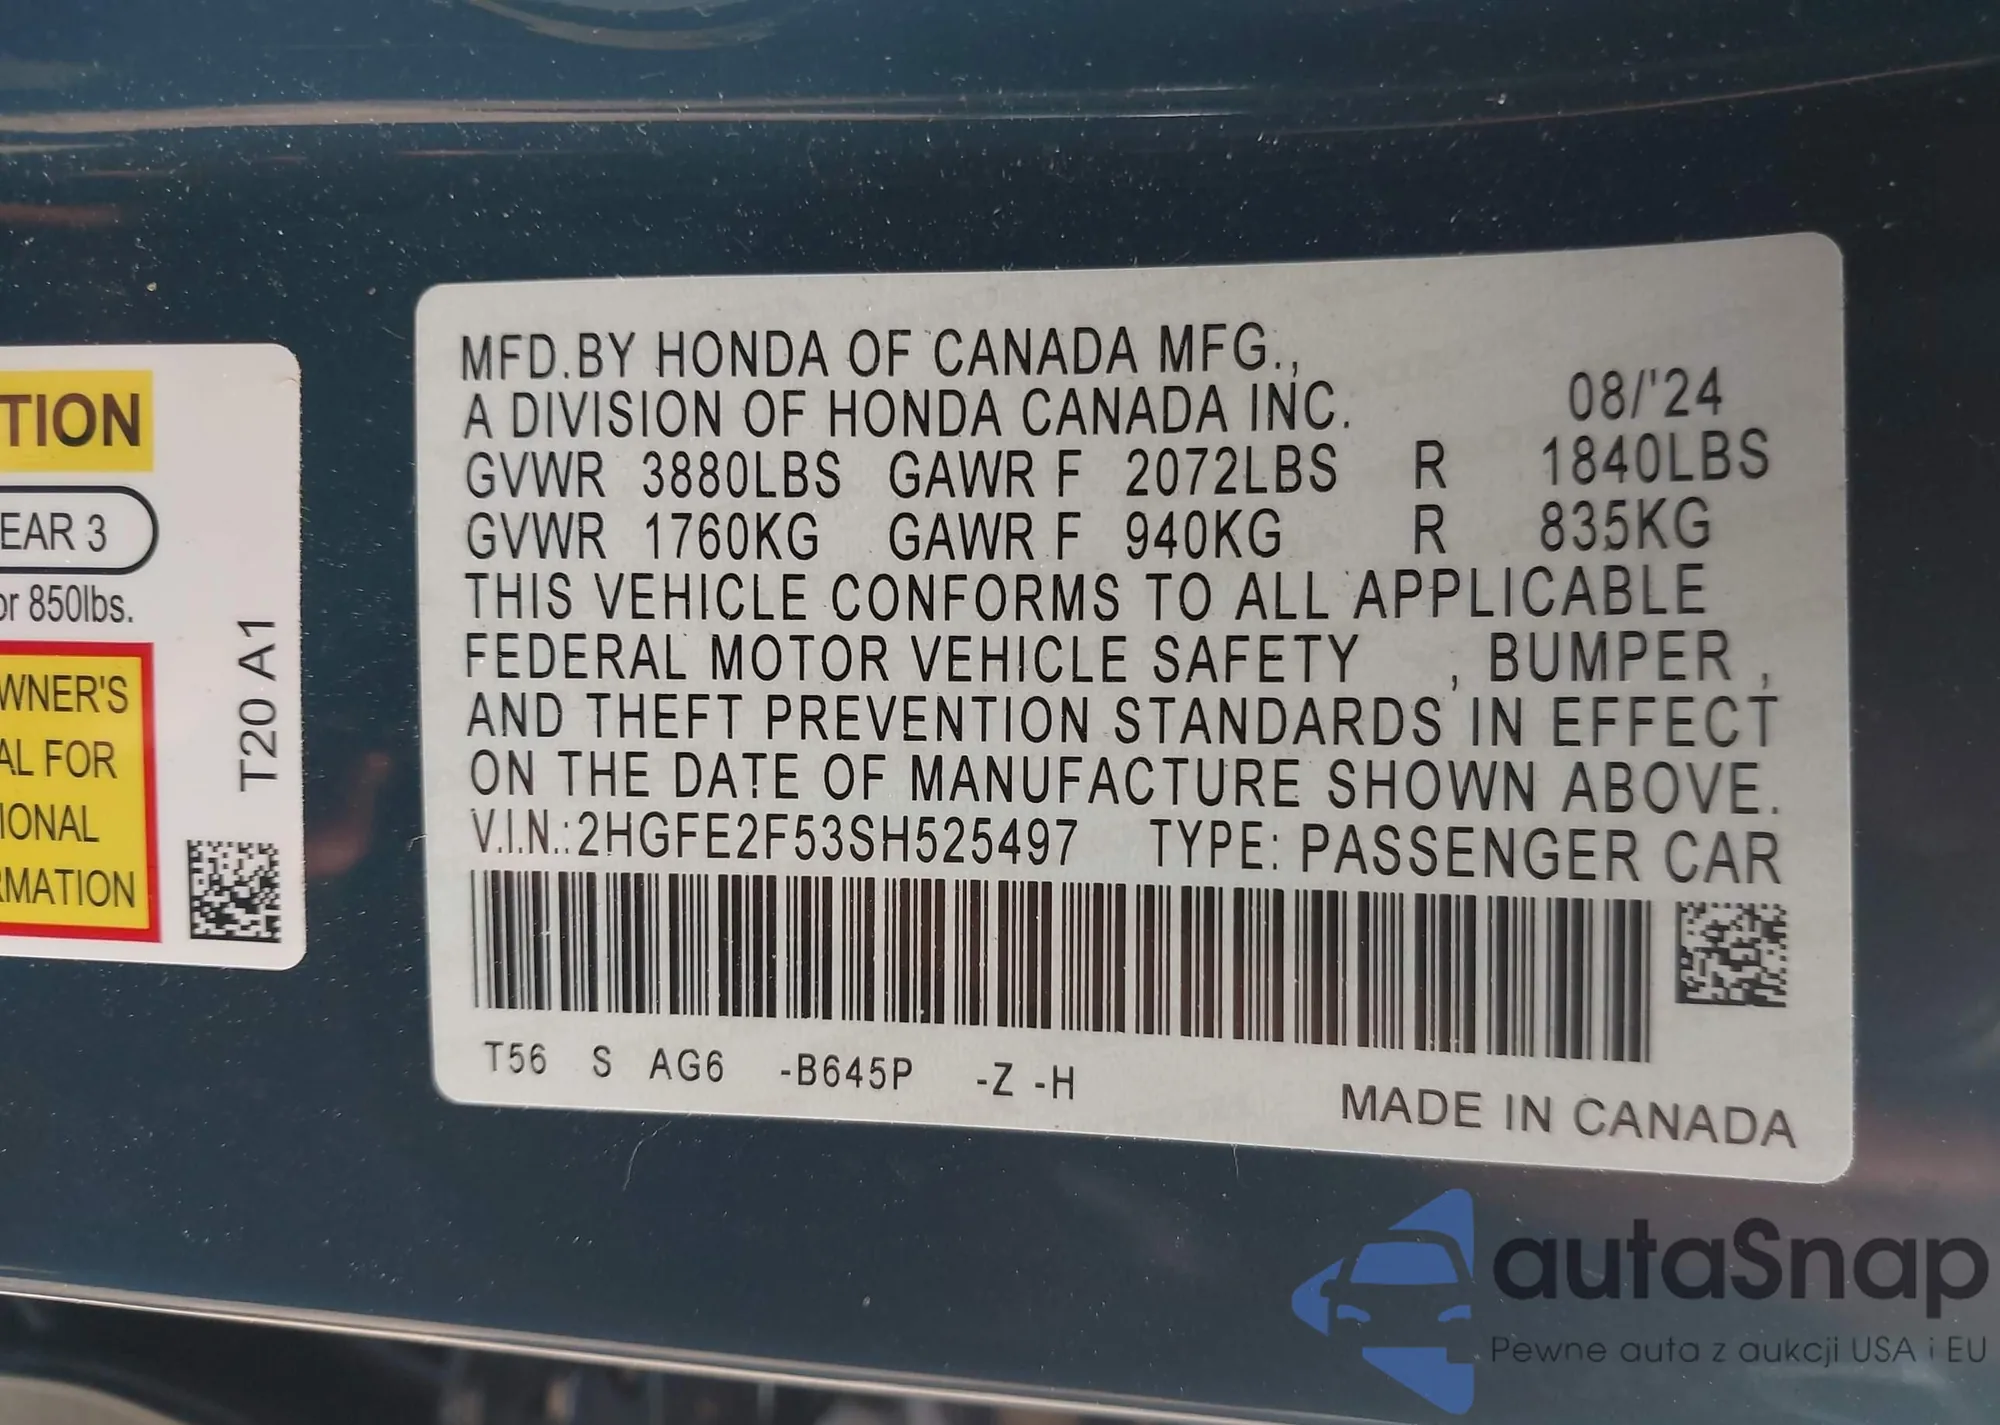 TION
EAR 3
or 850lbs.
WNER'S
AL FOR
IONAL
RMATION
T20 A1
MFD.BY HONDA OF CANADA MFG.,
A DIVISION OF HONDA CANADA INC. 08/'24
GVWR 3880LBS GAWR F 2072LBS R 1840LBS
GVWR 1760KG GAWR F 940KG R 835KG
THIS VEHICLE CONFORMS TO ALL APPLICABLE
FEDERAL MOTOR VEHICLE SAFETY , BUMPER ,
AND THEFT PREVENTION STANDARDS IN EFFECT
ON THE DATE OF MANUFACTURE SHOWN ABOVE.
V.I.N.:2HGFE2F53SH525497 TYPE: PASSENGER CAR
T56 S AG6 -B645P -Z -H
MADE IN CANADA
autaSnap
Pewne auta z aukcji USA i EU